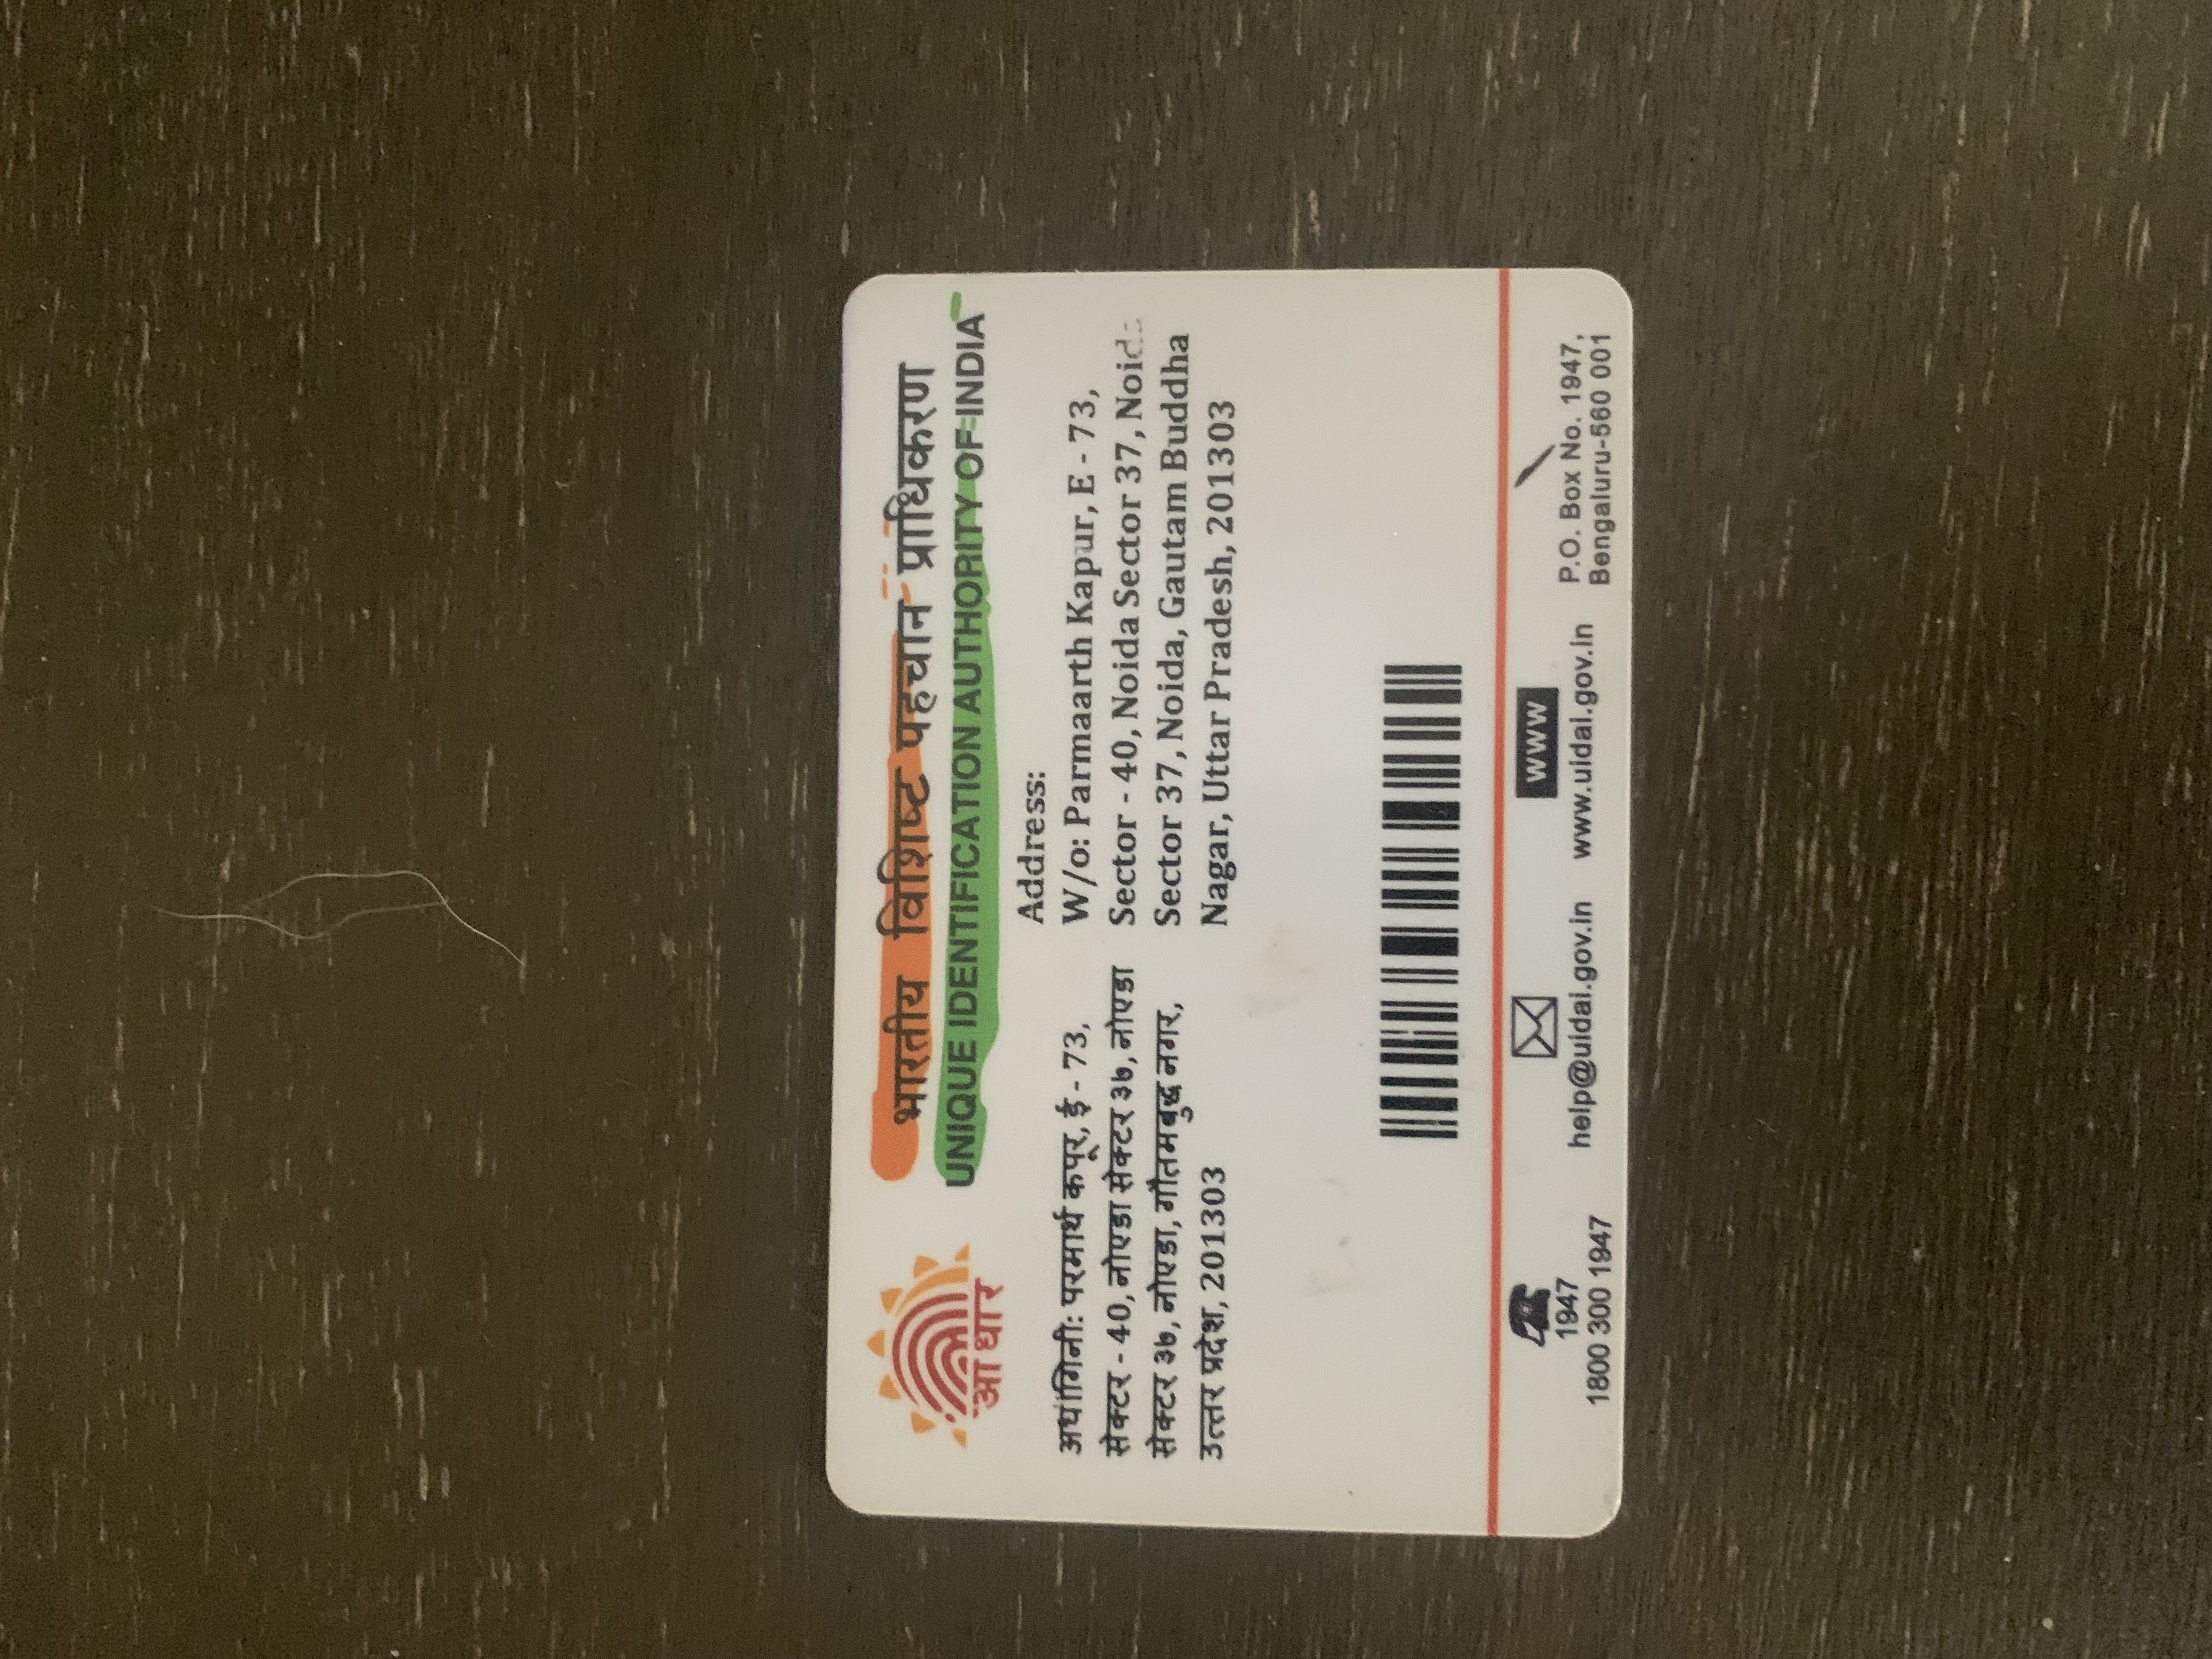 आधार
भारतीय विशिष्ट पहचान प्राधिकरण
UNIQUE IDENTIFICATION AUTHORITY OF INDIA
अर्धांगिनी: परमार्थ कपूर, ई - 73,
सेक्टर - 40, नोएडा सेक्टर ३७, नोएडा
सेक्टर ३७, नोएडा, गौतमबुद्ध नगर,
उत्तर प्रदेश, 201303
Address:
W/o: Parmaarth Kapur, E - 73,
Sector - 40, Noida Sector 37, Noida
Sector 37, Noida, Gautam Buddha
Nagar, Uttar Pradesh, 201303
1947
1800 300 1947
help@uidai.gov.in
WWW
www.uidai.gov.in
P.O. Box No. 1947,
Bengaluru-560 001